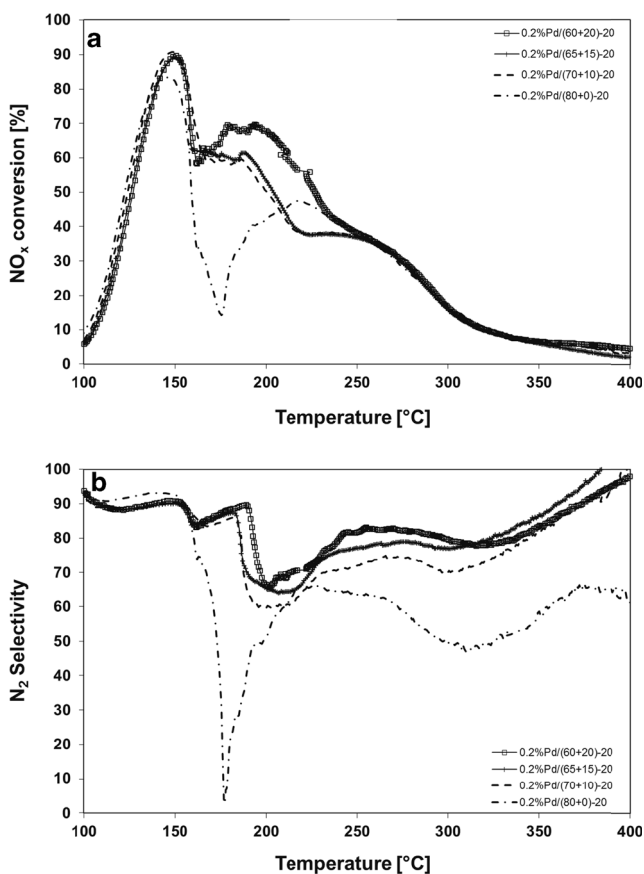 a
100
90
80
70
60
50
40
30
20
10
0
NOx conversion [%]
0.2%Pd/(60+20)-20
0.2%Pd/(65+15)-20
0.2%Pd/(70+10)-20
0.2%Pd/(80+0)-20
100 150 200 250 300 350 400
Temperature [°C]
b
100
90
80
70
60
50
40
30
20
10
0
N2 Selectivity
0.2%Pd/(60+20)-20
0.2%Pd/(65+15)-20
0.2%Pd/(70+10)-20
0.2%Pd/(80+0)-20
100 150 200 250 300 350 400
Temperature [°C]